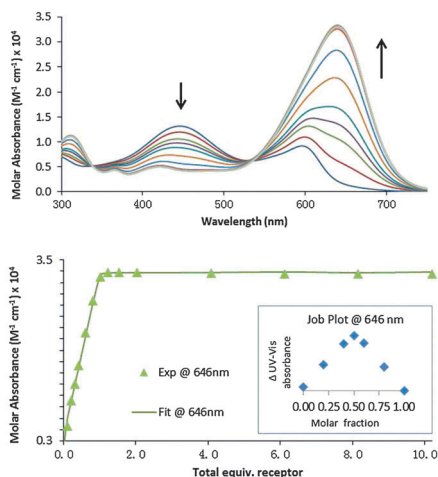 Molar Absorbance (M⁻¹ cm⁻¹) x 10⁴
3.5
3.0
2.5
2.0
1.5
1.0
0.5
0.0
300
400
500
600
700
Wavelength (nm)
Molar Absorbance (M⁻¹ cm⁻¹) x 10⁴
3.5
0.3
Exp @ 646nm
Fit @ 646nm
Job Plot @ 646 nm
Δ UV-Vis
absorbance
0.00 0.25 0.50 0.75 1.00
Molar fraction
0.0
2.0
4.0
6.0
8.0
10.0
Total equiv. receptor